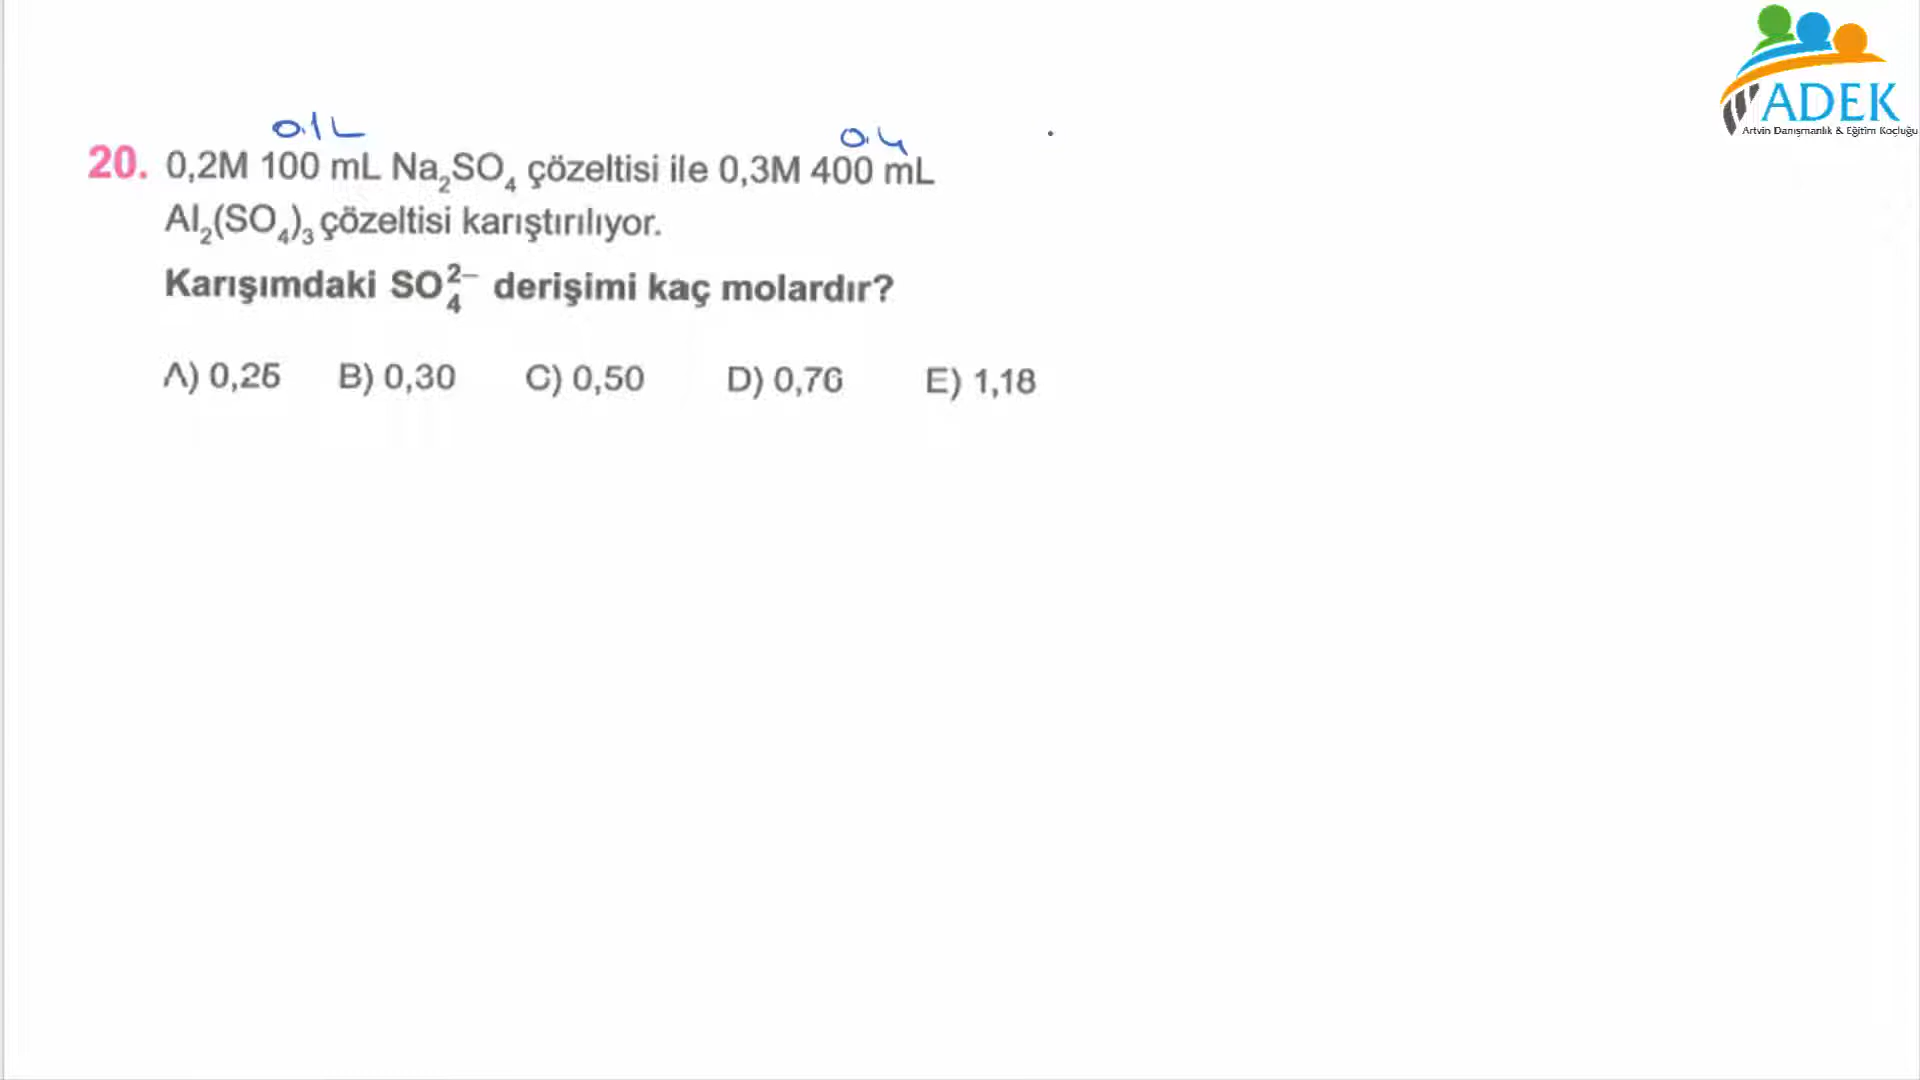 ADEK
Artvin Danışmanlık & Eğitim Koçluğu
0.1 L
0.4
20. 0,2M 100 mL Na₂SO₄ çözeltisi ile 0,3M 400 mL
Al₂(SO₄)₃ çözeltisi karıştırılıyor.
Karışımdaki SO₄²⁻ derişimi kaç molardır?
A) 0,25 B) 0,30 C) 0,50 D) 0,76 E) 1,18